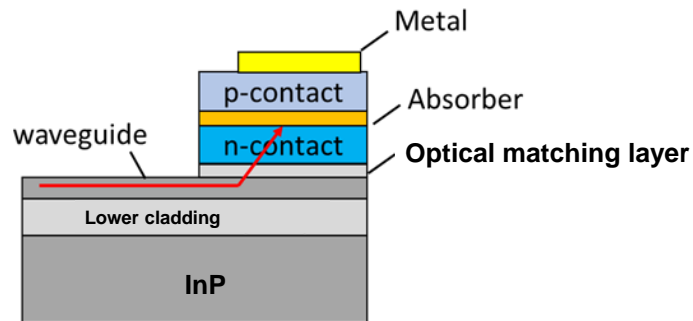 Metal
p-contact
Absorber
waveguide
n-contact
Optical matching layer
Lower cladding
InP